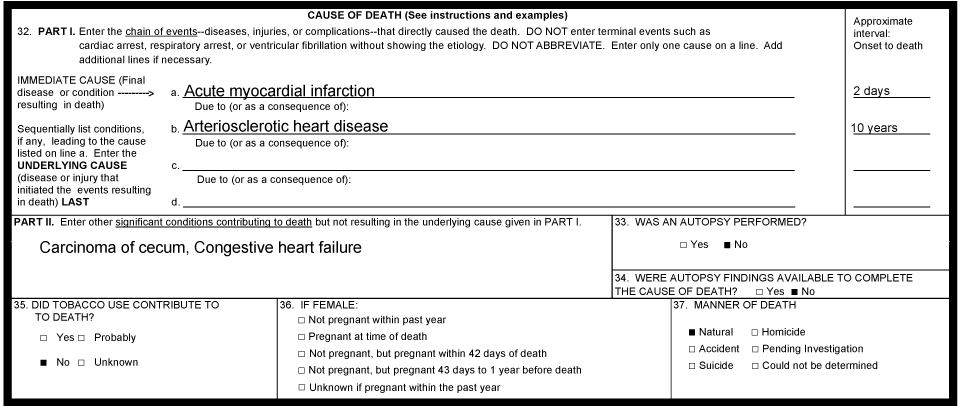 CAUSE OF DEATH (See instructions and examples)
32. PART I. Enter the chain of events--diseases, injuries, or complications--that directly caused the death. DO NOT enter terminal events such as
cardiac arrest, respiratory arrest, or ventricular fibrillation without showing the etiology. DO NOT ABBREVIATE. Enter only one cause on a line. Add
additional lines if necessary.
Approximate
interval:
Onset to death
IMMEDIATE CAUSE (Final
disease or condition --------->
resulting in death)
a. Acute myocardial infarction
2 days
Due to (or as a consequence of):
Sequentially list conditions,
if any, leading to the cause
listed on line a. Enter the
UNDERLYING CAUSE
(disease or injury that
initiated the events resulting
in death) LAST
b. Arteriosclerotic heart disease
10 years
Due to (or as a consequence of):
c.
Due to (or as a consequence of):
d.
PART II. Enter other significant conditions contributing to death but not resulting in the underlying cause given in PART I.
Carcinoma of cecum, Congestive heart failure
33. WAS AN AUTOPSY PERFORMED?
□ Yes ■ No
34. WERE AUTOPSY FINDINGS AVAILABLE TO COMPLETE
THE CAUSE OF DEATH? □ Yes ■ No
35. DID TOBACCO USE CONTRIBUTE TO
TO DEATH?
□ Yes □ Probably
■ No □ Unknown
36. IF FEMALE:
□ Not pregnant within past year
□ Pregnant at time of death
□ Not pregnant, but pregnant within 42 days of death
□ Not pregnant, but pregnant 43 days to 1 year before death
□ Unknown if pregnant within the past year
37. MANNER OF DEATH
■ Natural □ Homicide
□ Accident □ Pending Investigation
□ Suicide □ Could not be determined